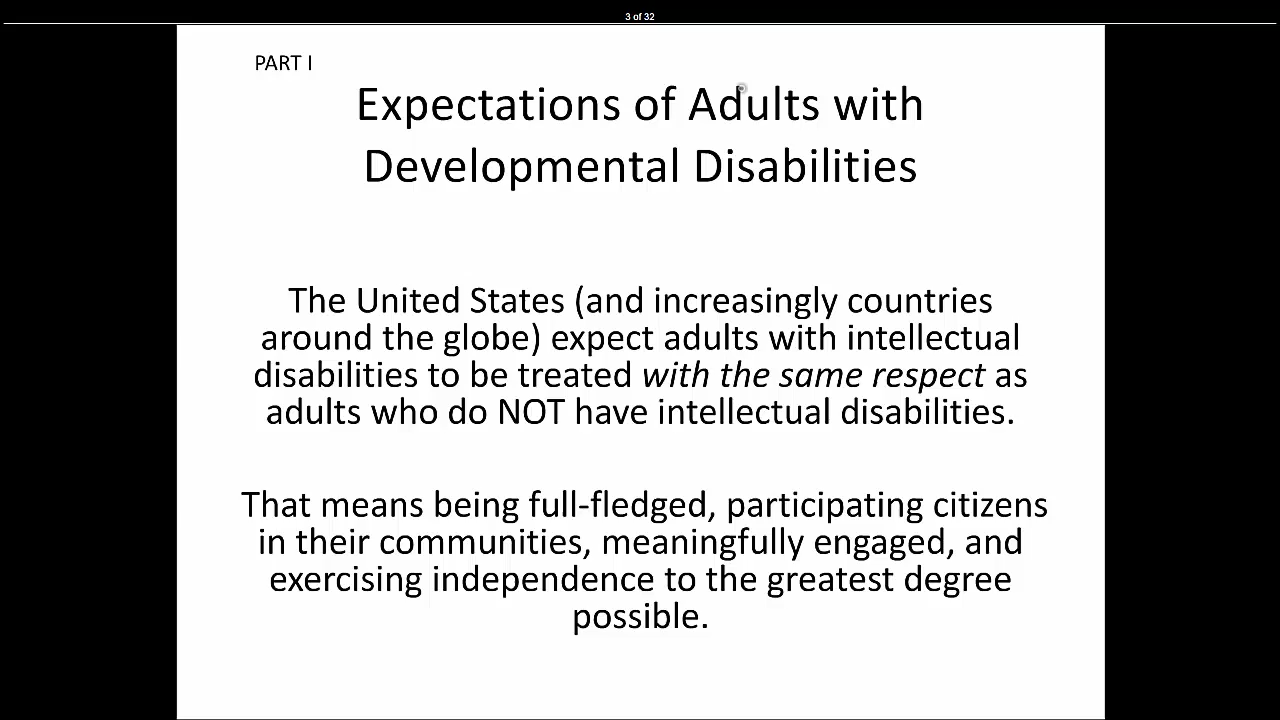 3 of 32
PART I
Expectations of Adults with
Developmental Disabilities
The United States (and increasingly countries
around the globe) expect adults with intellectual
disabilities to be treated with the same respect as
adults who do NOT have intellectual disabilities.
That means being full-fledged, participating citizens
in their communities, meaningfully engaged, and
exercising independence to the greatest degree
possible.